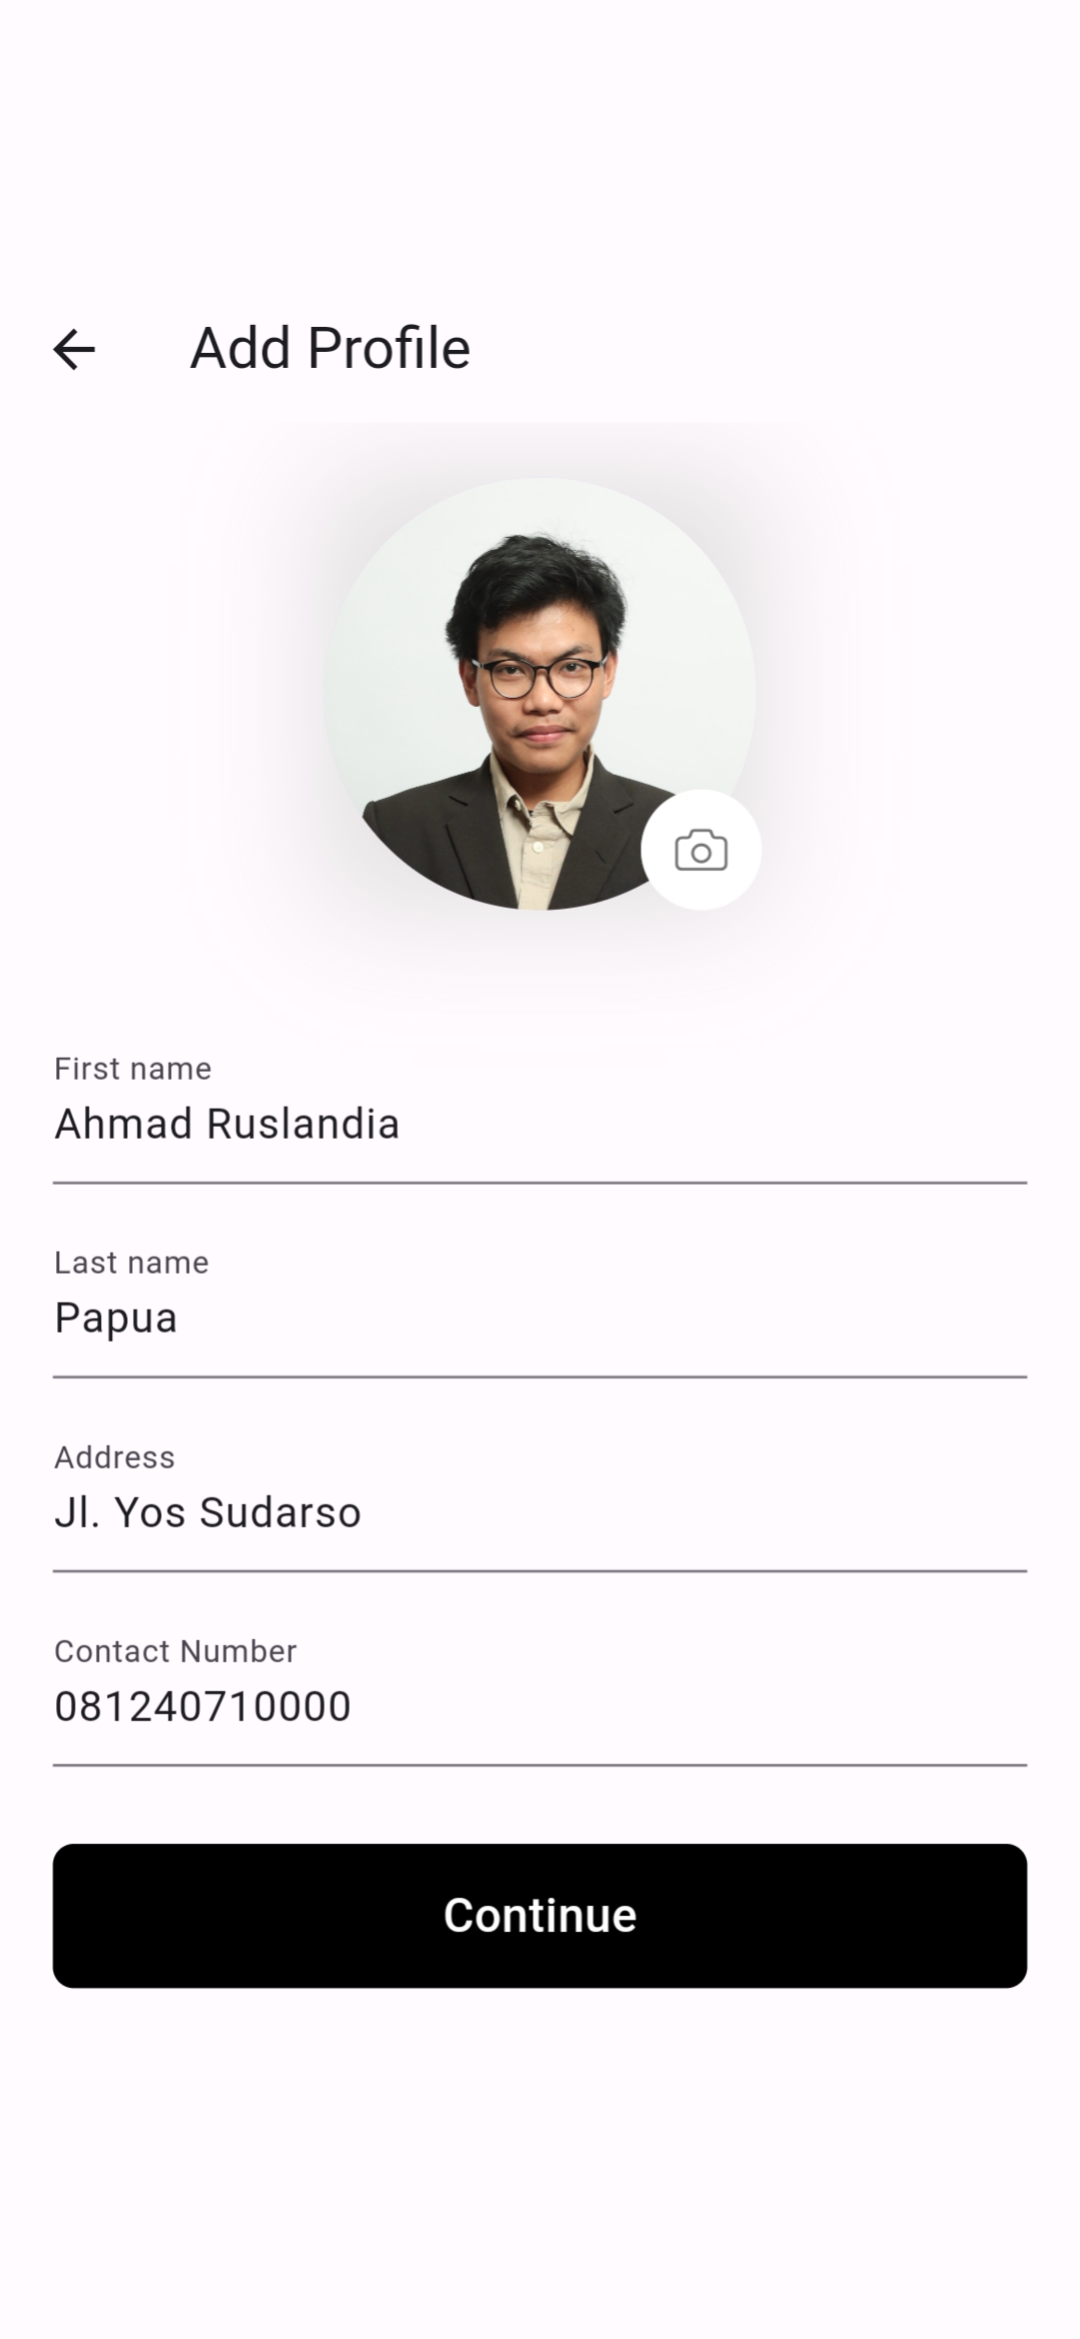 Add Profile
First name
Ahmad Ruslandia
Last name
Papua
Address
Jl. Yos Sudarso
Contact Number
081240710000
Continue